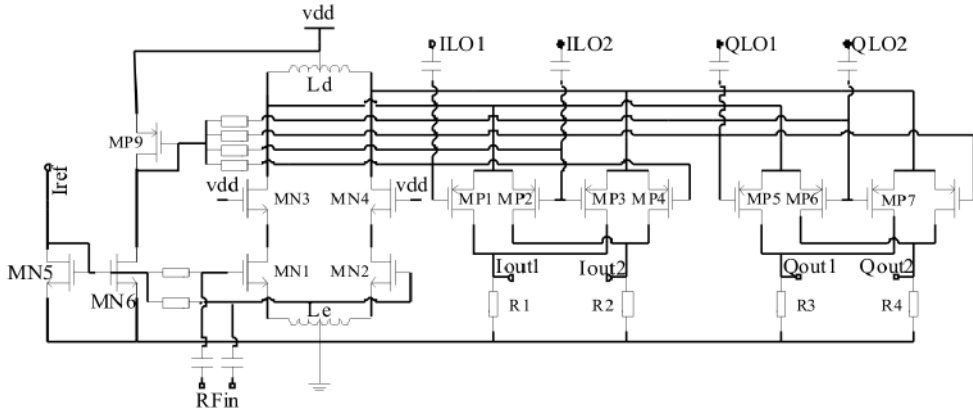 vdd
ILO1
ILO2
QLO1
QLO2
Ld
MP9
Iref
vdd
MN3
MN4
vdd
MP1
MP2
MP3
MP4
MP5
MP6
MP7
MN5
MN6
MN1
MN2
Iout1
Iout2
Qout1
Qout2
Le
R1
R2
R3
R4
RFin